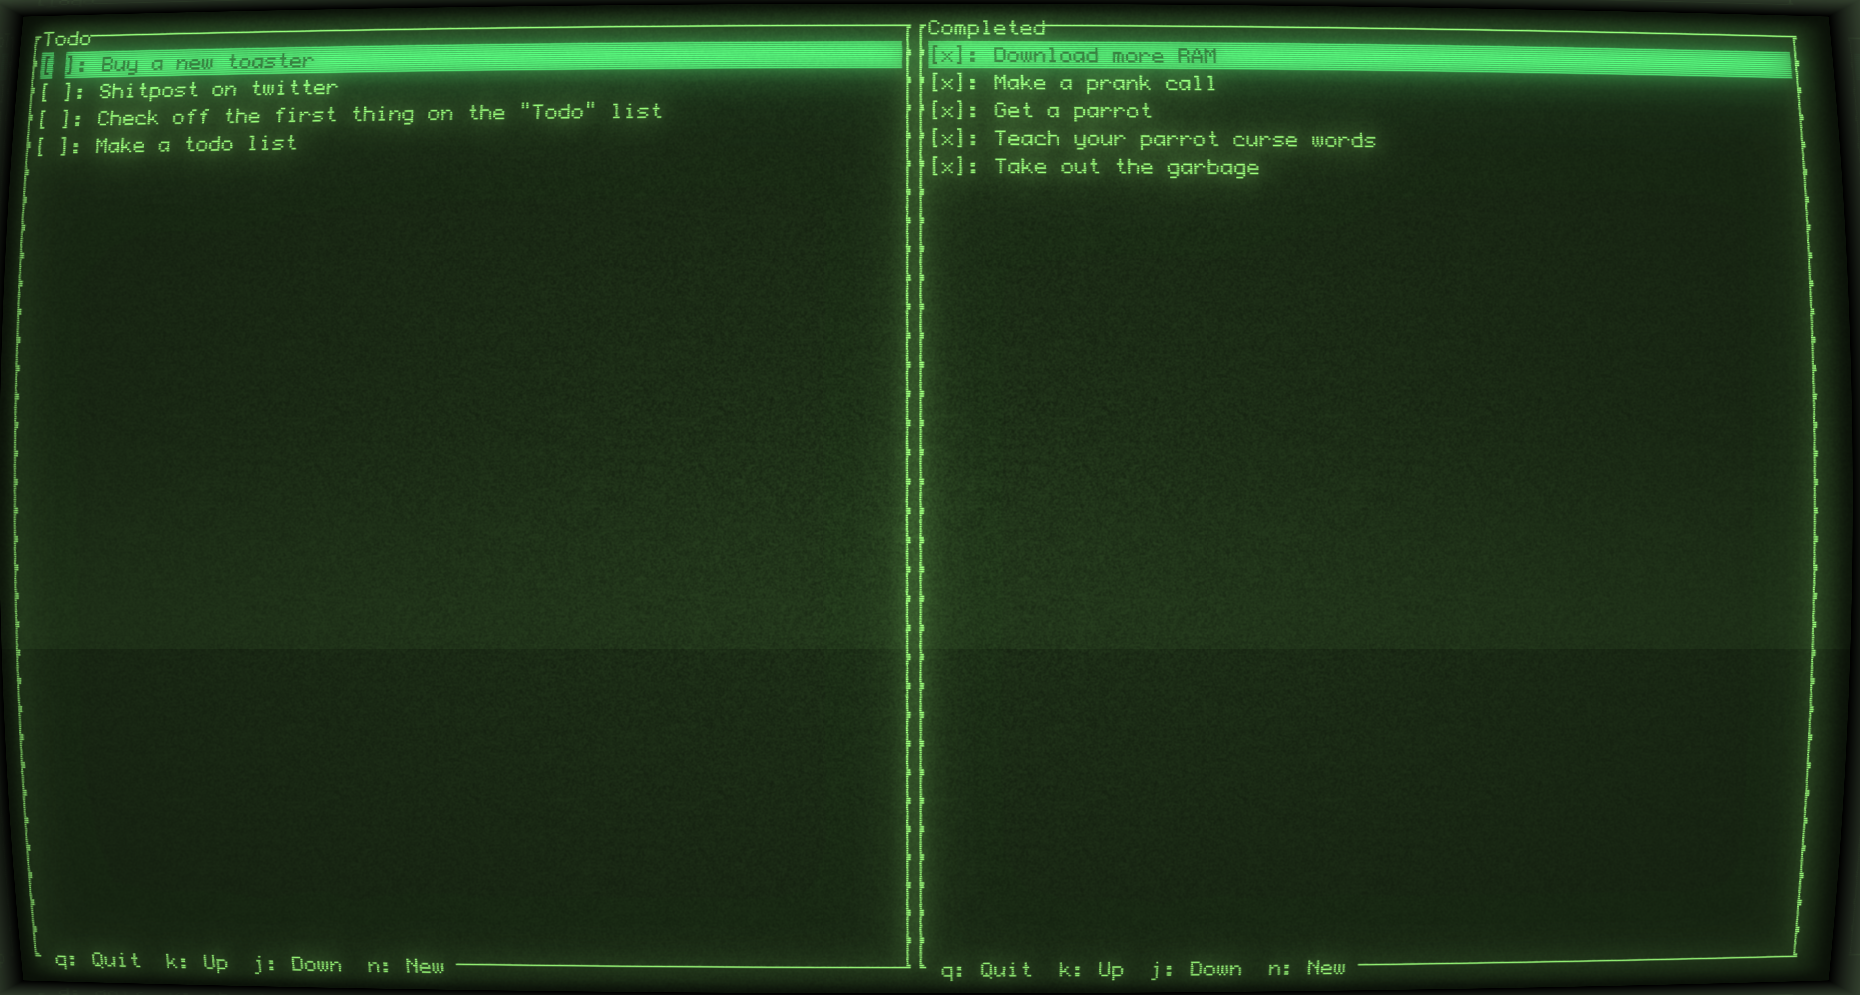 Todo
[ ]: Buy a new toaster
[ ]: Shitpost on twitter
[ ]: Check off the first thing on the "Todo" list
[ ]: Make a todo list
q: Quit  k: Up  j: Down  n: New
Completed
[x]: Download more RAM
[x]: Make a prank call
[x]: Get a parrot
[x]: Teach your parrot curse words
[x]: Take out the garbage
q: Quit  k: Up  j: Down  n: New